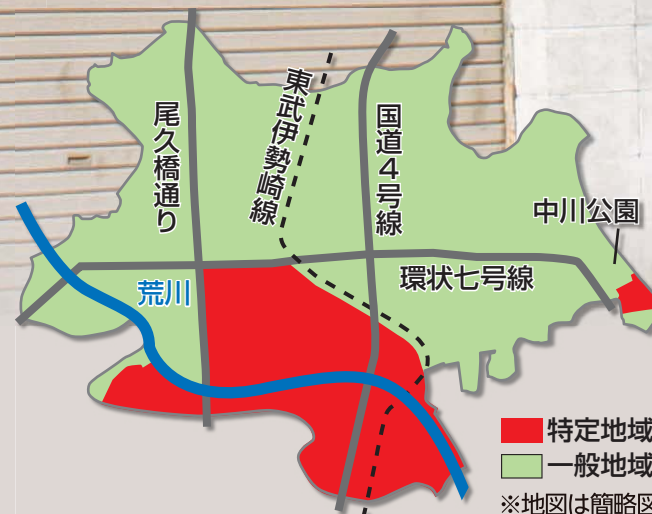 尾久橋通り
東武伊勢崎線
国道4号線
中川公園
環状七号線
荒川
特定地域
一般地域
※地図は簡略図